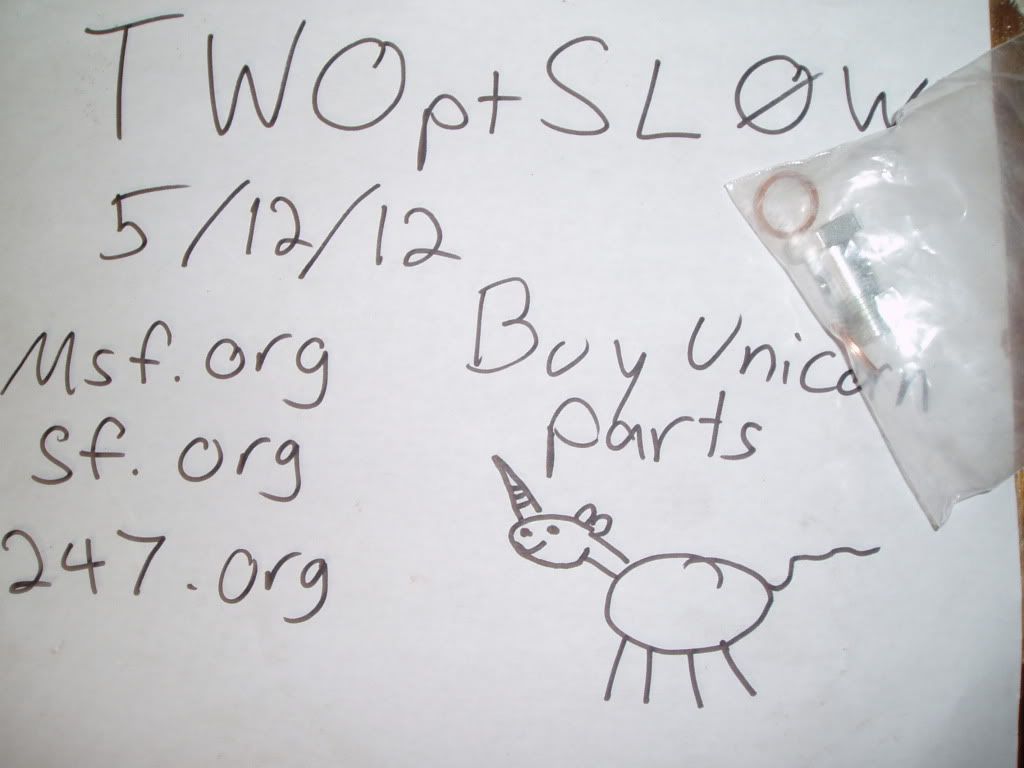 TWOptSLØW
5/12/12
Msf.org
Buy Unicorn
parts
sf.org
247.org